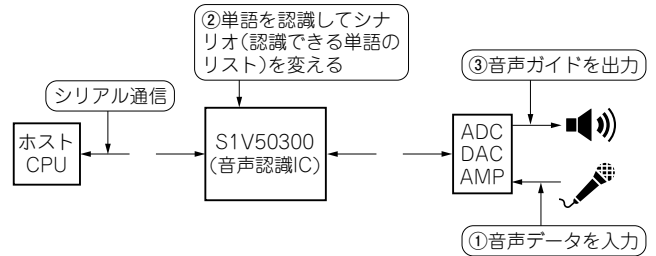 ②単語を認識してシナ
リオ(認識できる単語の
リスト)を変える
③音声ガイドを出力
シリアル通信
ホスト
CPU
S1V50300
(音声認識IC)
ADC
DAC
AMP
①音声データを入力